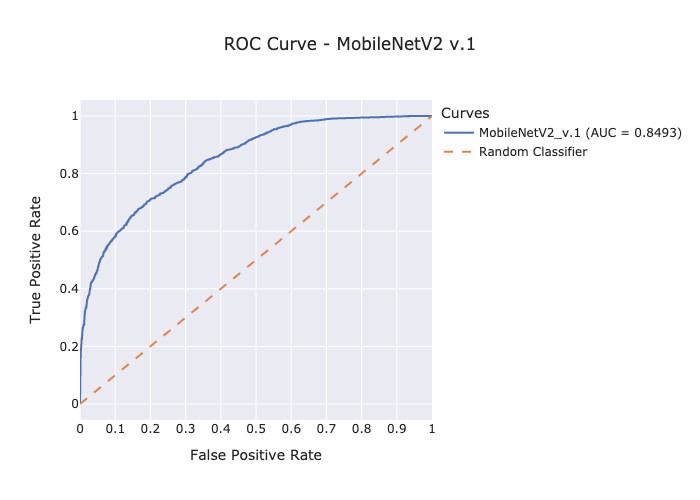 ROC Curve - MobileNetV2 v.1
Curves
MobileNetV2_v.1 (AUC = 0.8493)
Random Classifier
True Positive Rate
1
0.8
0.6
0.4
0.2
0
0 0.1 0.2 0.3 0.4 0.5 0.6 0.7 0.8 0.9 1
False Positive Rate